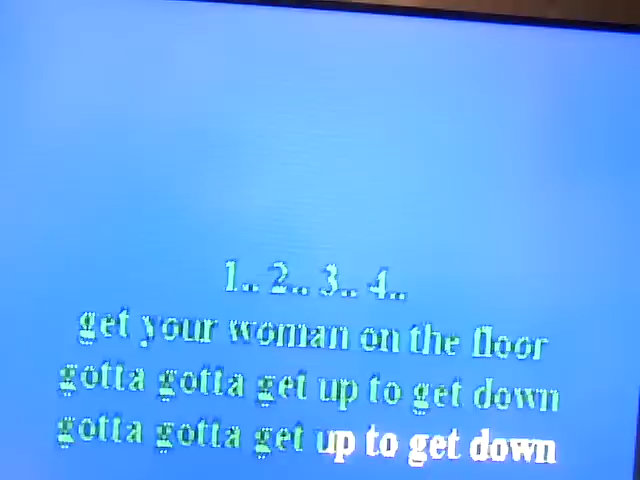 1.. 2.. 3.. 4..
get your woman on the floor
gotta gotta get up to get down
gotta gotta get up to get down